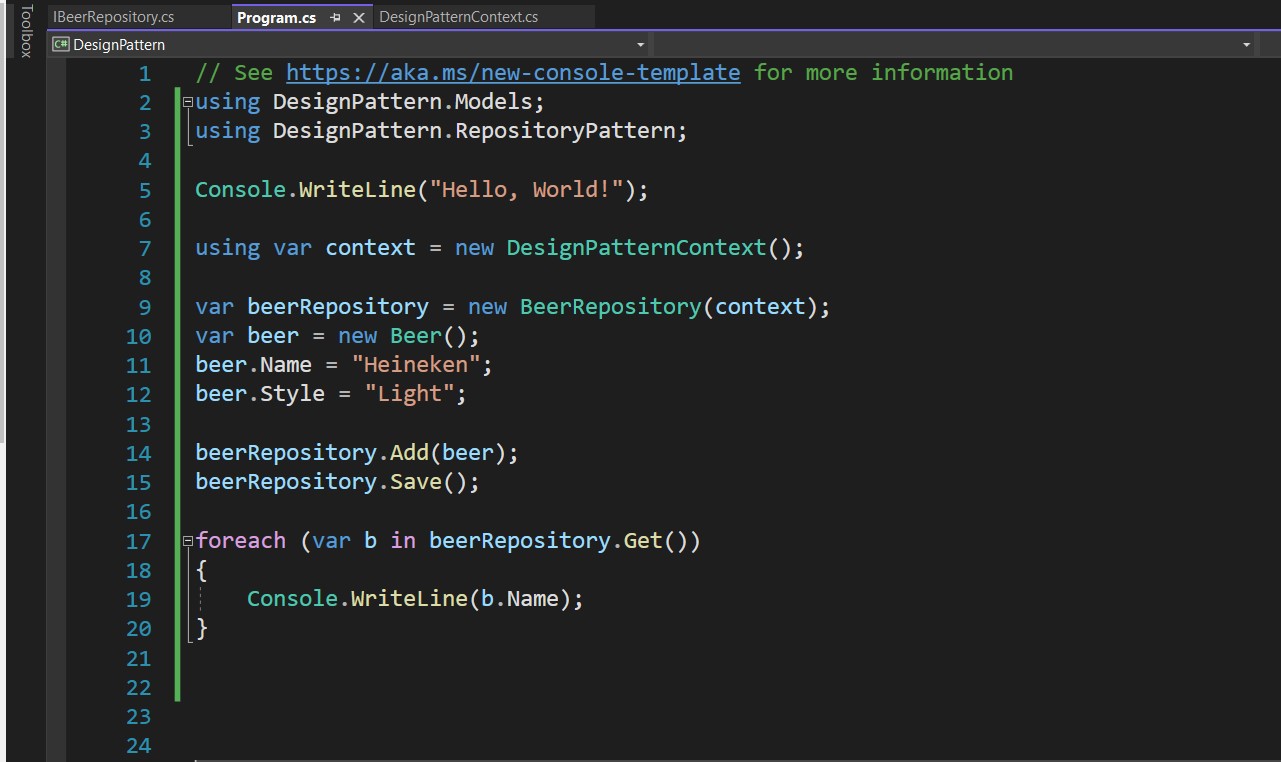 Toolbox
IBeerRepository.cs Program.cs DesignPatternContext.cs
C# DesignPattern
1 // See https://aka.ms/new-console-template for more information
2 using DesignPattern.Models;
3 using DesignPattern.RepositoryPattern;
4
5 Console.WriteLine("Hello, World!");
6
7 using var context = new DesignPatternContext();
8
9 var beerRepository = new BeerRepository(context);
10 var beer = new Beer();
11 beer.Name = "Heineken";
12 beer.Style = "Light";
13
14 beerRepository.Add(beer);
15 beerRepository.Save();
16
17 foreach (var b in beerRepository.Get())
18 {
19 Console.WriteLine(b.Name);
20 }
21
22
23
24